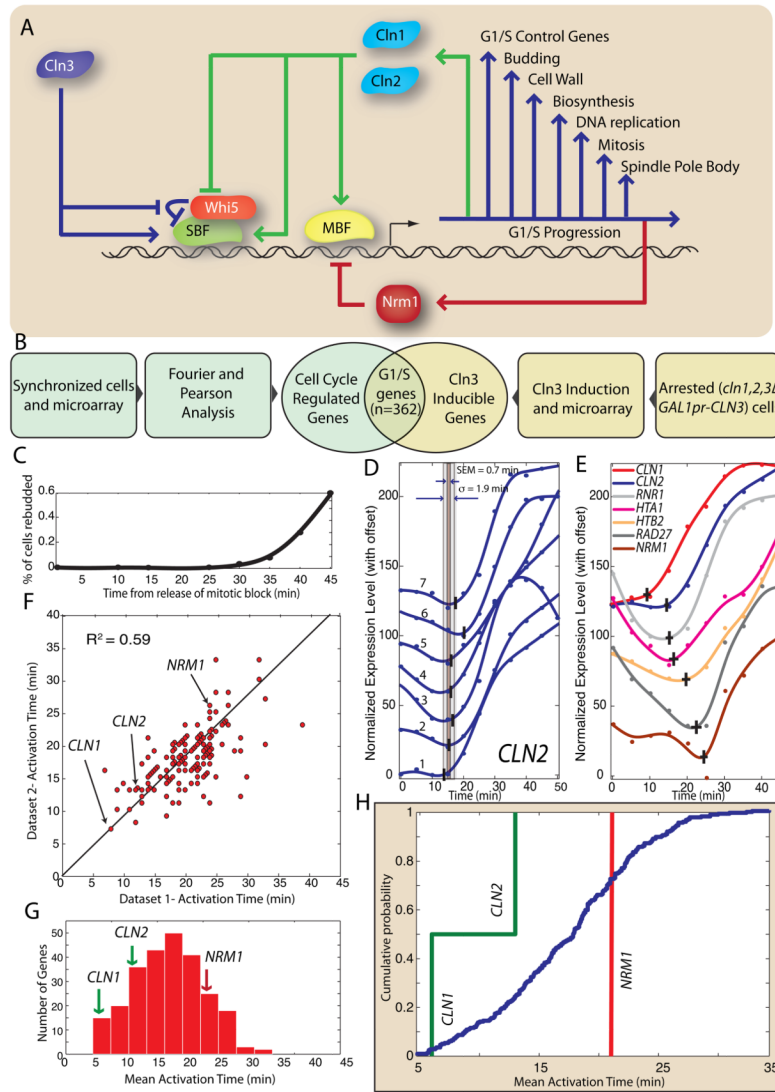 A
Cln3
Cln1
Cln2
Whi5
SBF
MBF
Nrm1
G1/S Control Genes
Budding
Cell Wall
Biosynthesis
DNA replication
Mitosis
Spindle Pole Body
G1/S Progression
B
Synchronized cells
and microarray
Fourier and
Pearson
Analysis
Cell Cycle
Regulated
Genes
G1/S
genes
(n=362)
Cln3
Inducible
Genes
Cln3 Induction
and microarray
Arrested (cln1,2,3
GAL1pr-CLN3) cell
C
% of cells rebudded
0.6
0.4
0.2
0
5 10 15 20 25 30 35 40 45
Time from release of mitotic block (min)
D
SEM = 0.7 min
σ = 1.9 min
Normalized Expression Level (with offset)
200
150
100
50
0
7
6
5
4
3
2
1
CLN2
0 10 20 30 40 50
Time (min)
E
CLN1
CLN2
RNR1
HTA1
HTB2
RAD27
NRM1
Normalized Expression Level (with offset)
200
150
100
50
0
0 10 20 30 40
Time (min)
F
R² = 0.59
NRM1
CLN2
CLN1
Dataset 2- Activation Time (min)
40
35
30
25
20
15
10
5
0
0 5 10 15 20 25 30 35 45
Dataset 1- Activation Time (min)
G
Number of Genes
50
40
30
20
10
0
CLN1
CLN2
NRM1
0 5 10 15 20 25 30 35 45
Mean Activation Time (min)
H
Cumulative probability
1
0.8
0.6
0.4
0.2
0
CLN1
CLN2
NRM1
5 15 25 35
Mean Activation Time (min)